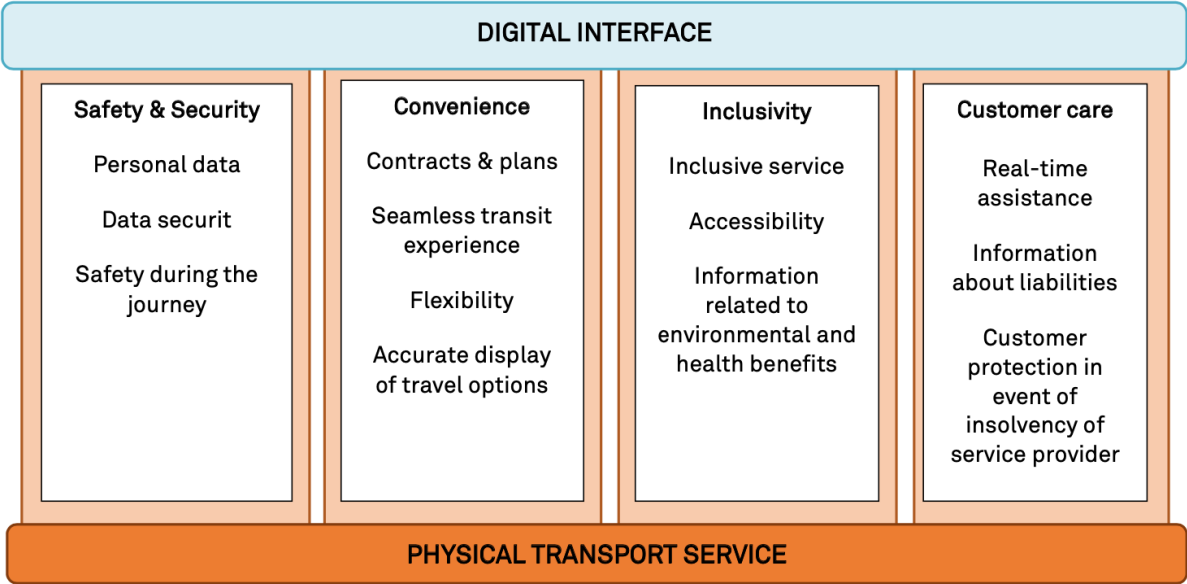 DIGITAL INTERFACE
Safety & Security
Personal data
Data securit
Safety during the
journey
Convenience
Contracts & plans
Seamless transit
experience
Flexibility
Accurate display
of travel options
Inclusivity
Inclusive service
Accessibility
Information
related to
environmental and
health benefits
Customer care
Real-time
assistance
Information
about liabilities
Customer
protection in
event of
insolvency of
service provider
PHYSICAL TRANSPORT SERVICE